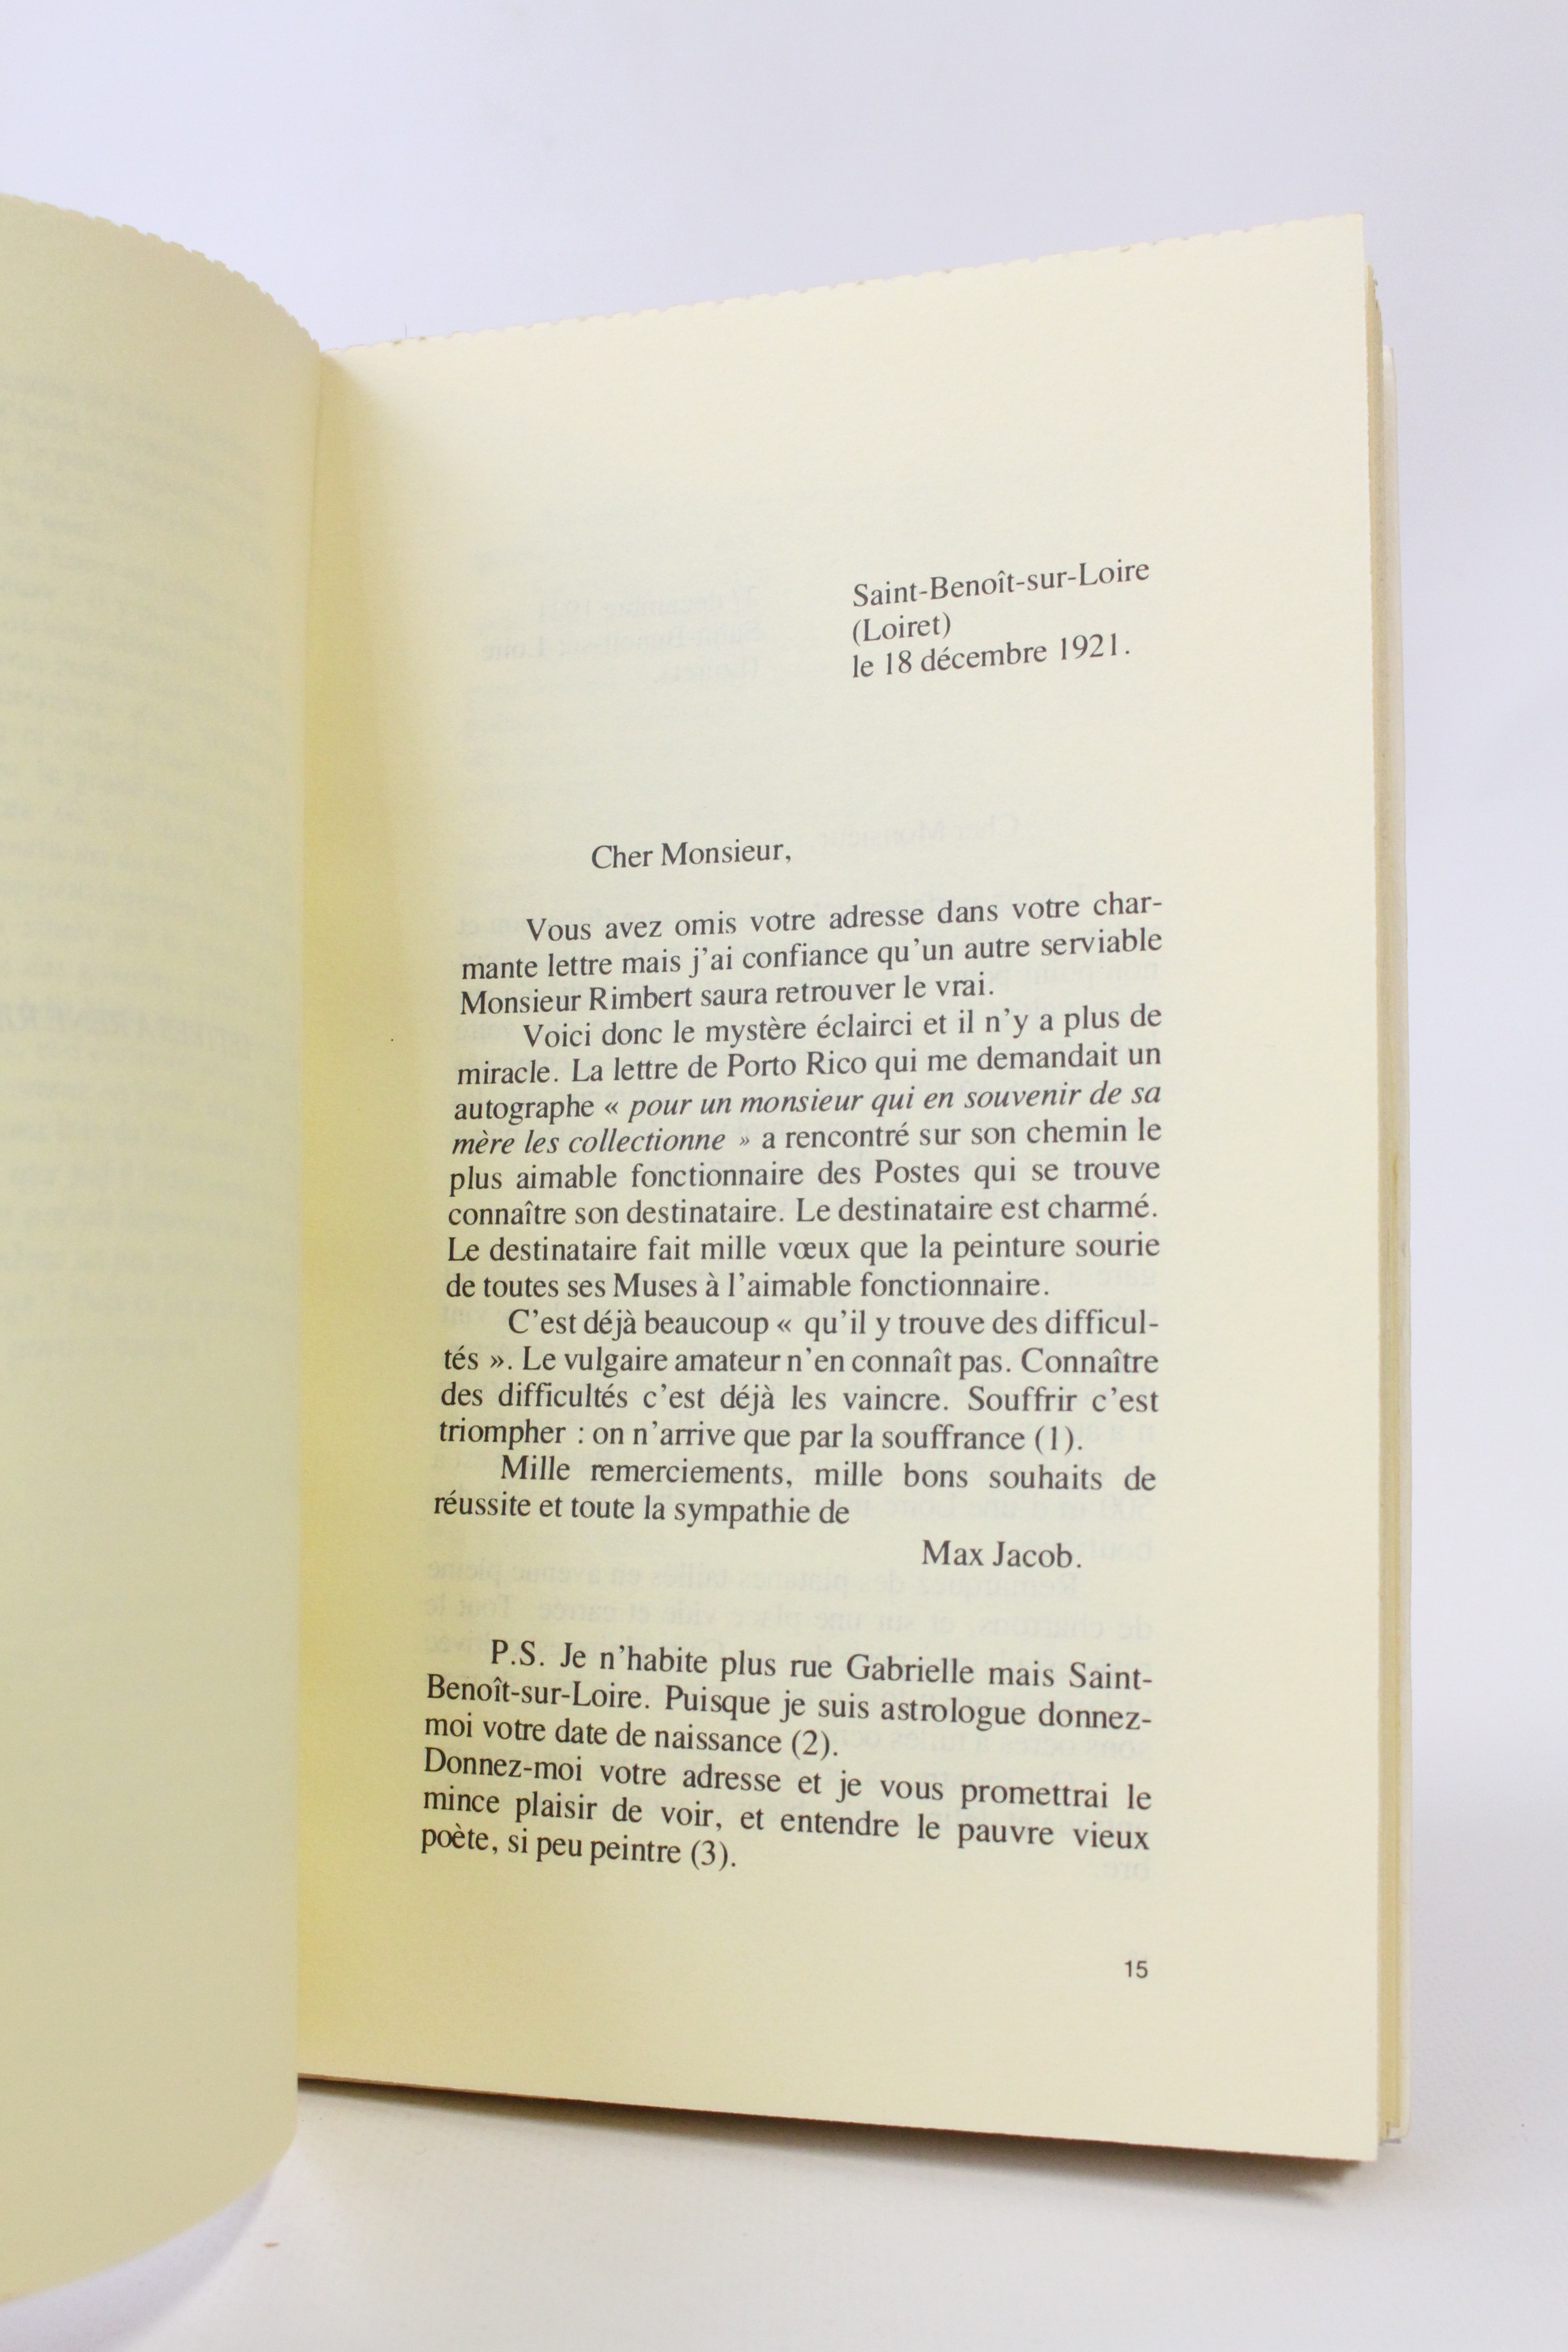 Saint-Benoît-sur-Loire
(Loiret)
le 18 décembre 1921.
Cher Monsieur,
Vous avez omis votre adresse dans votre char-
mante lettre mais j'ai confiance qu'un autre serviable
Monsieur Rimbert saura retrouver le vrai.
Voici donc le mystère éclairci et il n'y a plus de
miracle. La lettre de Porto Rico qui me demandait un
autographe « pour un monsieur qui en souvenir de sa
mère les collectionne » a rencontré sur son chemin le
plus aimable fonctionnaire des Postes qui se trouve
connaître son destinataire. Le destinataire est charmé.
Le destinataire fait mille vœux que la peinture sourie
de toutes ses Muses à l'aimable fonctionnaire.
C'est déjà beaucoup « qu'il y trouve des difficul-
tés ». Le vulgaire amateur n'en connaît pas. Connaître
des difficultés c'est déjà les vaincre. Souffrir c'est
triompher : on n'arrive que par la souffrance (1).
Mille remerciements, mille bons souhaits de
réussite et toute la sympathie de
Max Jacob.
P.S. Je n'habite plus rue Gabrielle mais Saint-
Benoît-sur-Loire. Puisque je suis astrologue donnez-
moi votre date de naissance (2).
Donnez-moi votre adresse et je vous promettrai le
mince plaisir de voir, et entendre le pauvre vieux
poète, si peu peintre (3).
15